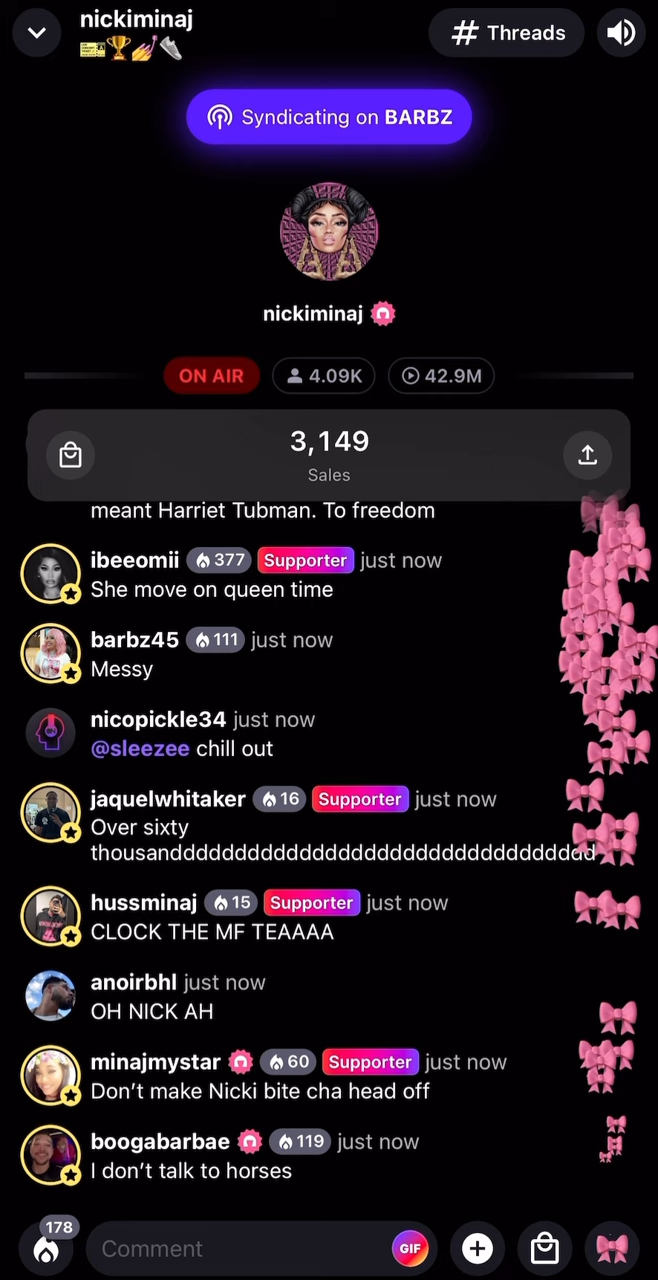 nickiminaj
Threads
Syndicating on BARBZ
nickiminaj
ON AIR
4.09K
42.9M
3,149
Sales
meant Harriet Tubman. To freedom
ibeeomii 377 Supporter just now
She move on queen time
barbz45 111 just now
Messy
nicopickle34 just now
@sleezee chill out
jaquelwhitaker 16 Supporter just now
Over sixty
thousanddddddddddddddddddddddddddddddddddd
hussminaj 15 Supporter just now
CLOCK THE MF TEAAAA
anoirbhl just now
OH NICK AH
minajmystar 60 Supporter just now
Don’t make Nicki bite cha head off
boogabarbae 119 just now
I don’t talk to horses
178
Comment
GIF